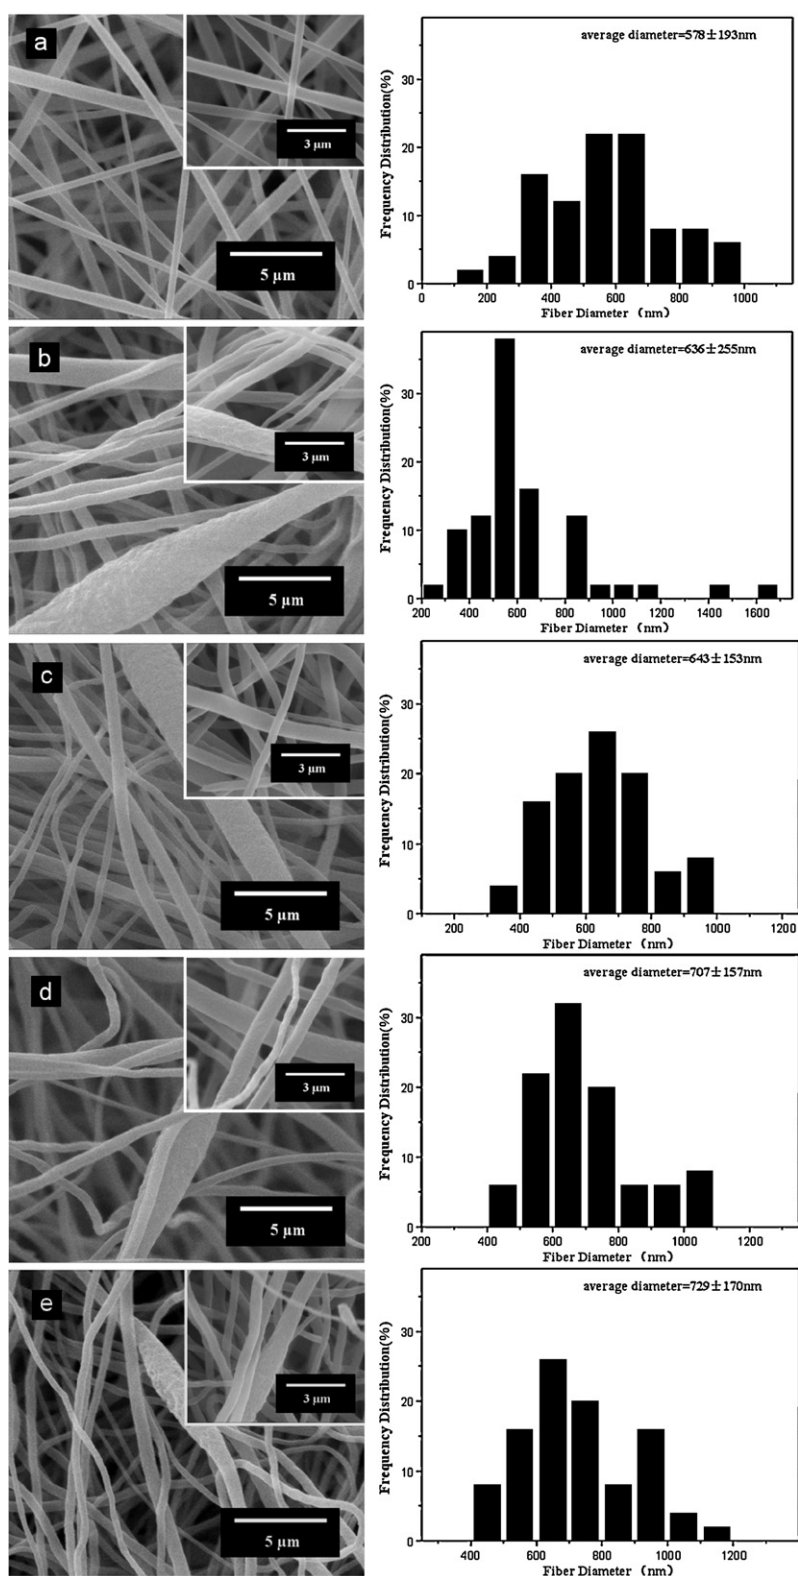 a
3 μm
5 μm
average diameter=578±193nm
Frequency Distribution(%)
30
20
10
0
0 200 400 600 800 1000
Fiber Diameter (nm)
b
3 μm
5 μm
average diameter=636±255nm
Frequency Distribution(%)
30
20
10
0
200 400 600 800 1000 1200 1400 1600
Fiber Diameter (nm)
c
3 μm
5 μm
average diameter=643±153nm
Frequency Distribution(%)
30
20
10
0
200 400 600 800 1000 1200
Fiber Diameter (nm)
d
3 μm
5 μm
average diameter=707±157nm
Frequency Distribution(%)
30
20
10
0
200 400 600 800 1000 1200
Fiber Diameter (nm)
e
3 μm
5 μm
average diameter=729±170nm
Frequency Distribution(%)
30
20
10
0
400 600 800 1000 1200
Fiber Diameter (nm)